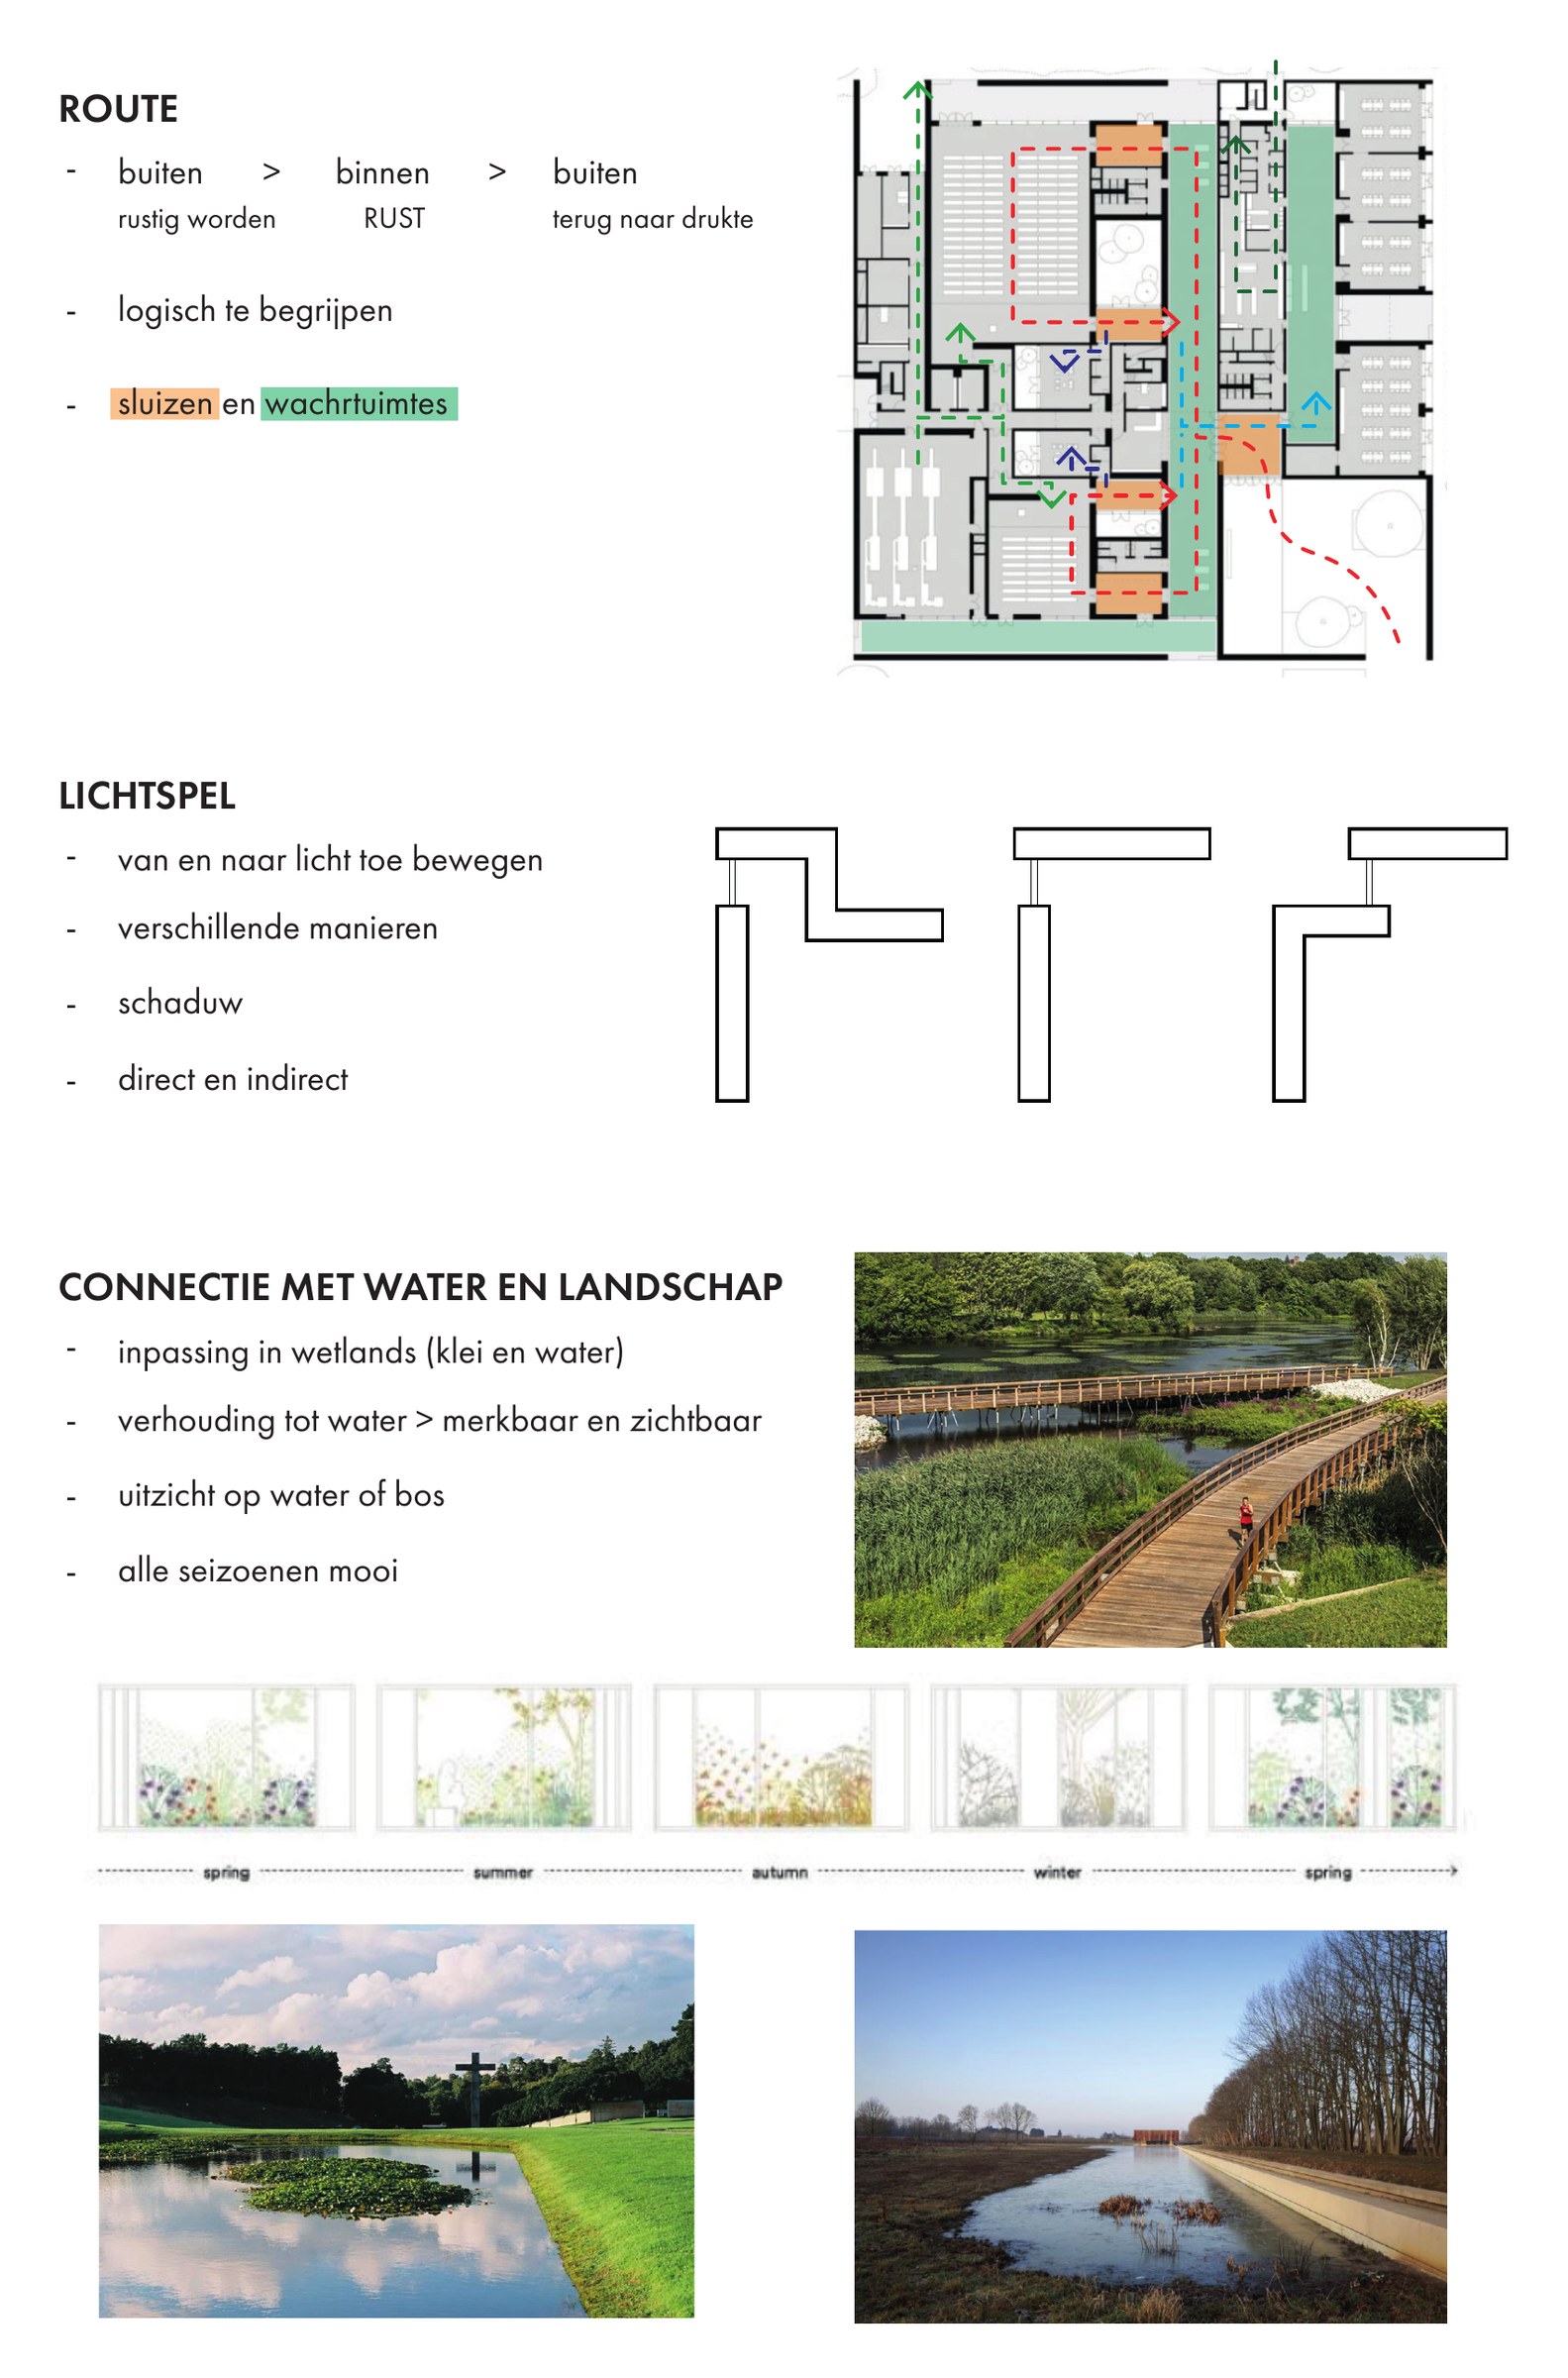 ROUTE
- buiten > binnen > buiten
rustig worden RUST terug naar drukte
- logisch te begrijpen
- sluizen en wachrtuimtes
LICHTSPEL
- van en naar licht toe bewegen
- verschillende manieren
- schaduw
- direct en indirect
CONNECTIE MET WATER EN LANDSCHAP
- inpassing in wetlands (klei en water)
- verhouding tot water > merkbaar en zichtbaar
- uitzicht op water of bos
- alle seizoenen mooi
spring summer autumn winter spring